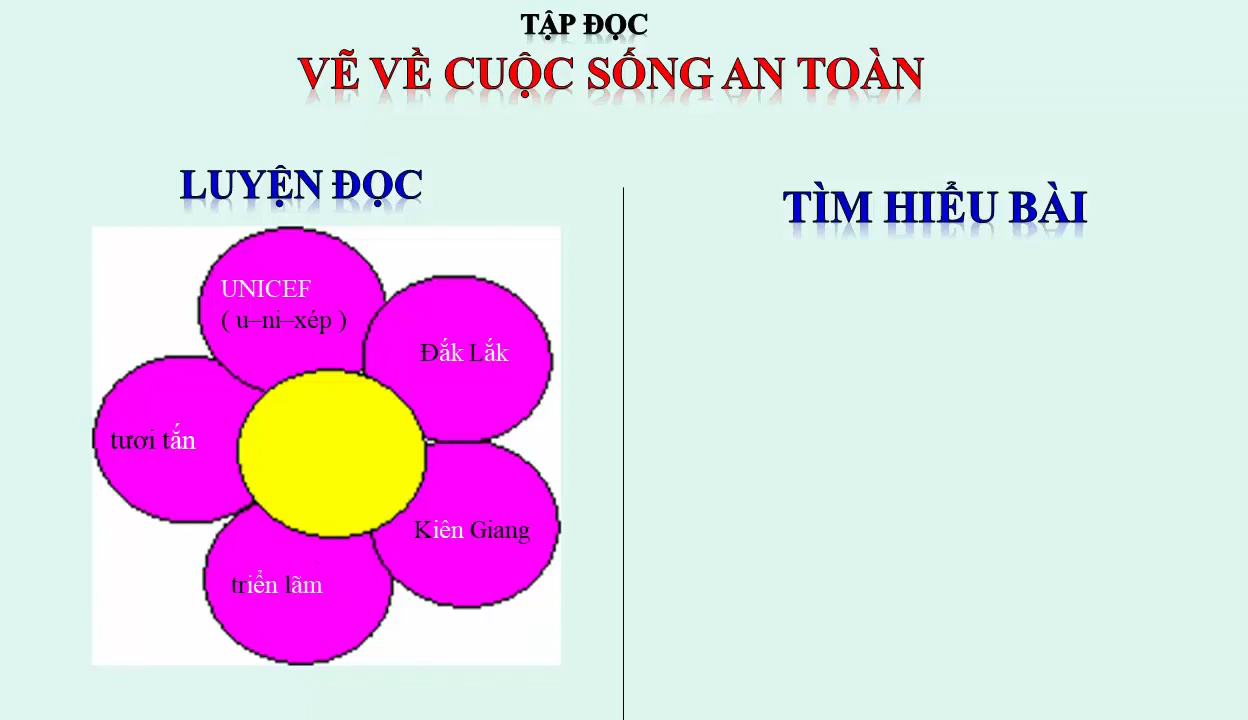 TẬP ĐỌC
VẼ VỀ CUỘC SỐNG AN TOÀN
LUYỆN ĐỌC
UNICEF
( u–ni–xép )
Đắk Lắk
tươi tắn
Kiên Giang
triển lãm
TÌM HIỂU BÀI